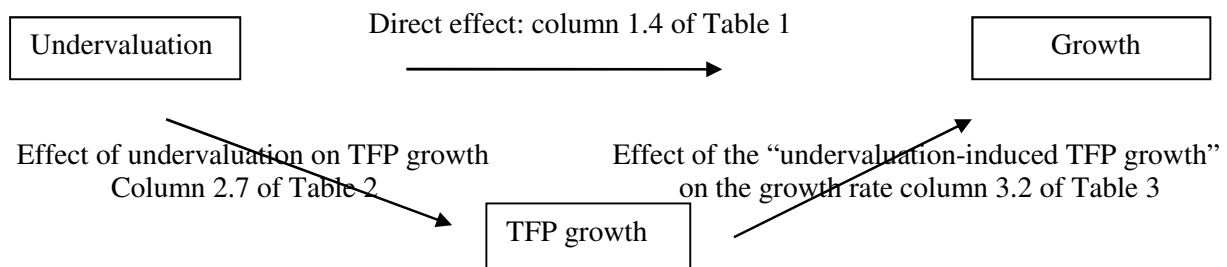 Direct effect: column 1.4 of Table 1
Undervaluation
Growth
Effect of undervaluation on TFP growth
Column 2.7 of Table 2
Effect of the “undervaluation-induced TFP growth”
on the growth rate column 3.2 of Table 3
TFP growth